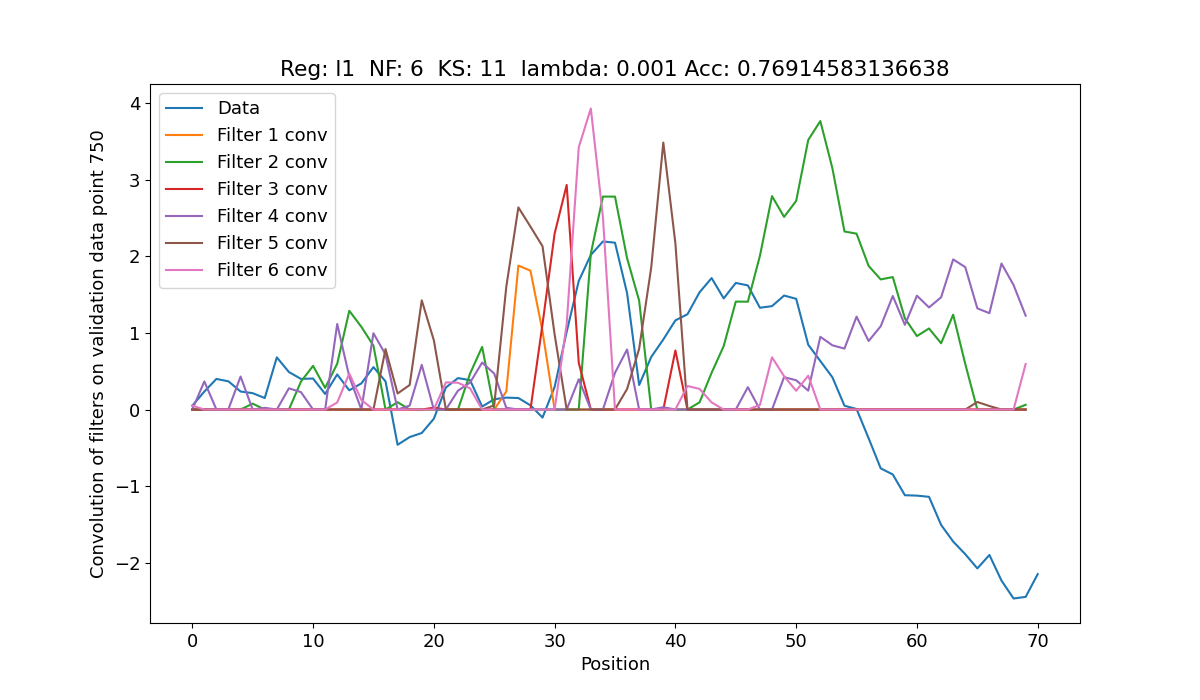 Reg: l1 NF: 6 KS: 11 lambda: 0.001 Acc: 0.76914583136638
Convolution of filters on validation data point 750
4
3
2
1
0
−1
−2
Data
Filter 1 conv
Filter 2 conv
Filter 3 conv
Filter 4 conv
Filter 5 conv
Filter 6 conv
0 10 20 30 40 50 60 70
Position